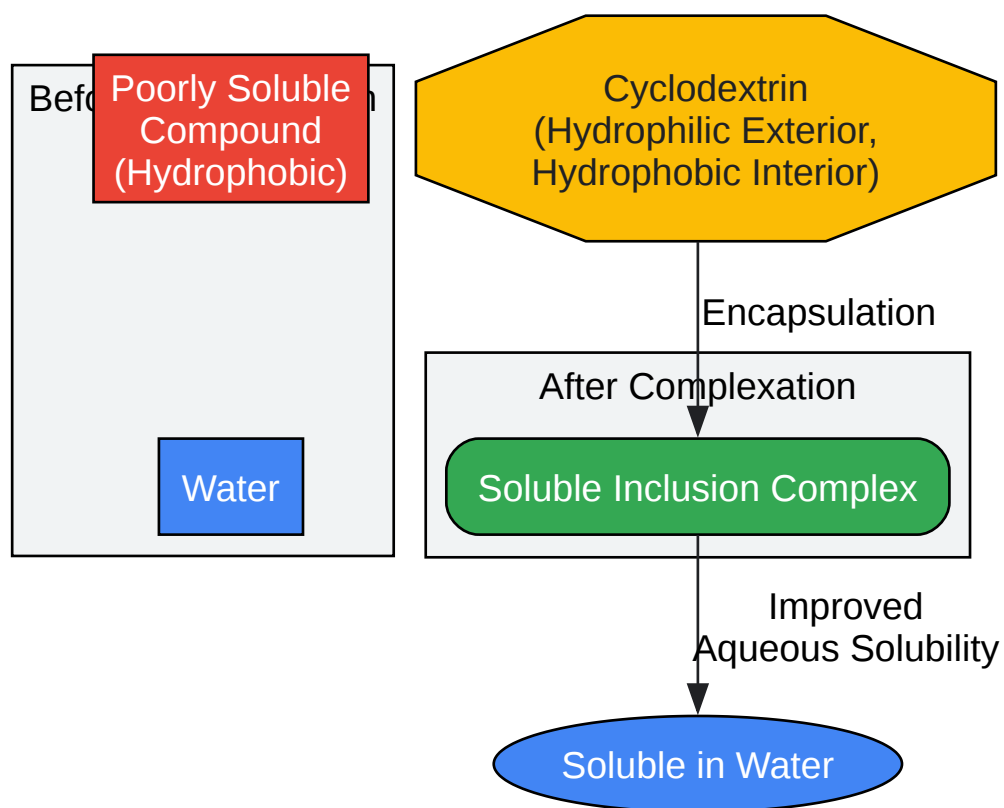 Poorly Soluble
Compound
(Hydrophobic)
Water
Cyclodextrin
(Hydrophilic Exterior,
Hydrophobic Interior)
Encapsulation
After Complexation
Soluble Inclusion Complex
Improved
Aqueous Solubility
Soluble in Water